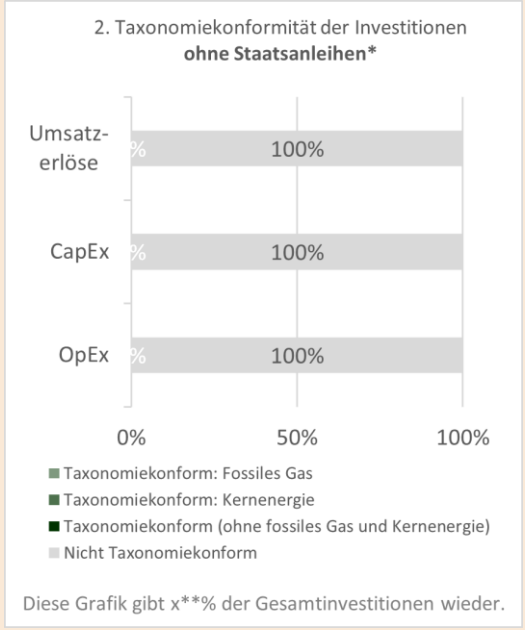 2. Taxonomiekonformität der Investitionen
ohne Staatsanleihen*
Umsatz-
erlöse
% 100%
CapEx
% 100%
OpEx
% 100%
0% 50% 100%
Taxonomiekonform: Fossiles Gas
Taxonomiekonform: Kernenergie
Taxonomiekonform (ohne fossiles Gas und Kernenergie)
Nicht Taxonomiekonform
Diese Grafik gibt x**% der Gesamtinvestitionen wieder.